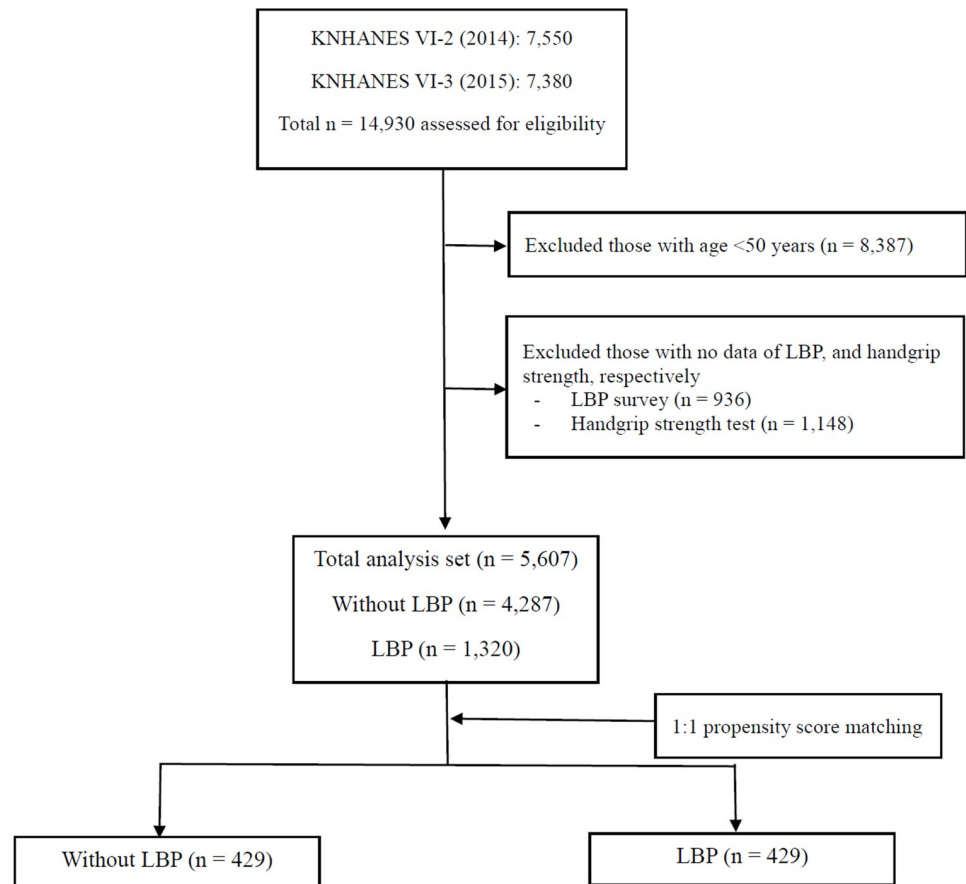 KNHANES VI-2 (2014): 7,550
KNHANES VI-3 (2015): 7,380
Total n = 14,930 assessed for eligibility
Excluded those with age <50 years (n = 8,387)
Excluded those with no data of LBP, and handgrip
strength, respectively
- LBP survey (n = 936)
- Handgrip strength test (n = 1,148)
Total analysis set (n = 5,607)
Without LBP (n = 4,287)
LBP (n = 1,320)
1:1 propensity score matching
Without LBP (n = 429)
LBP (n = 429)